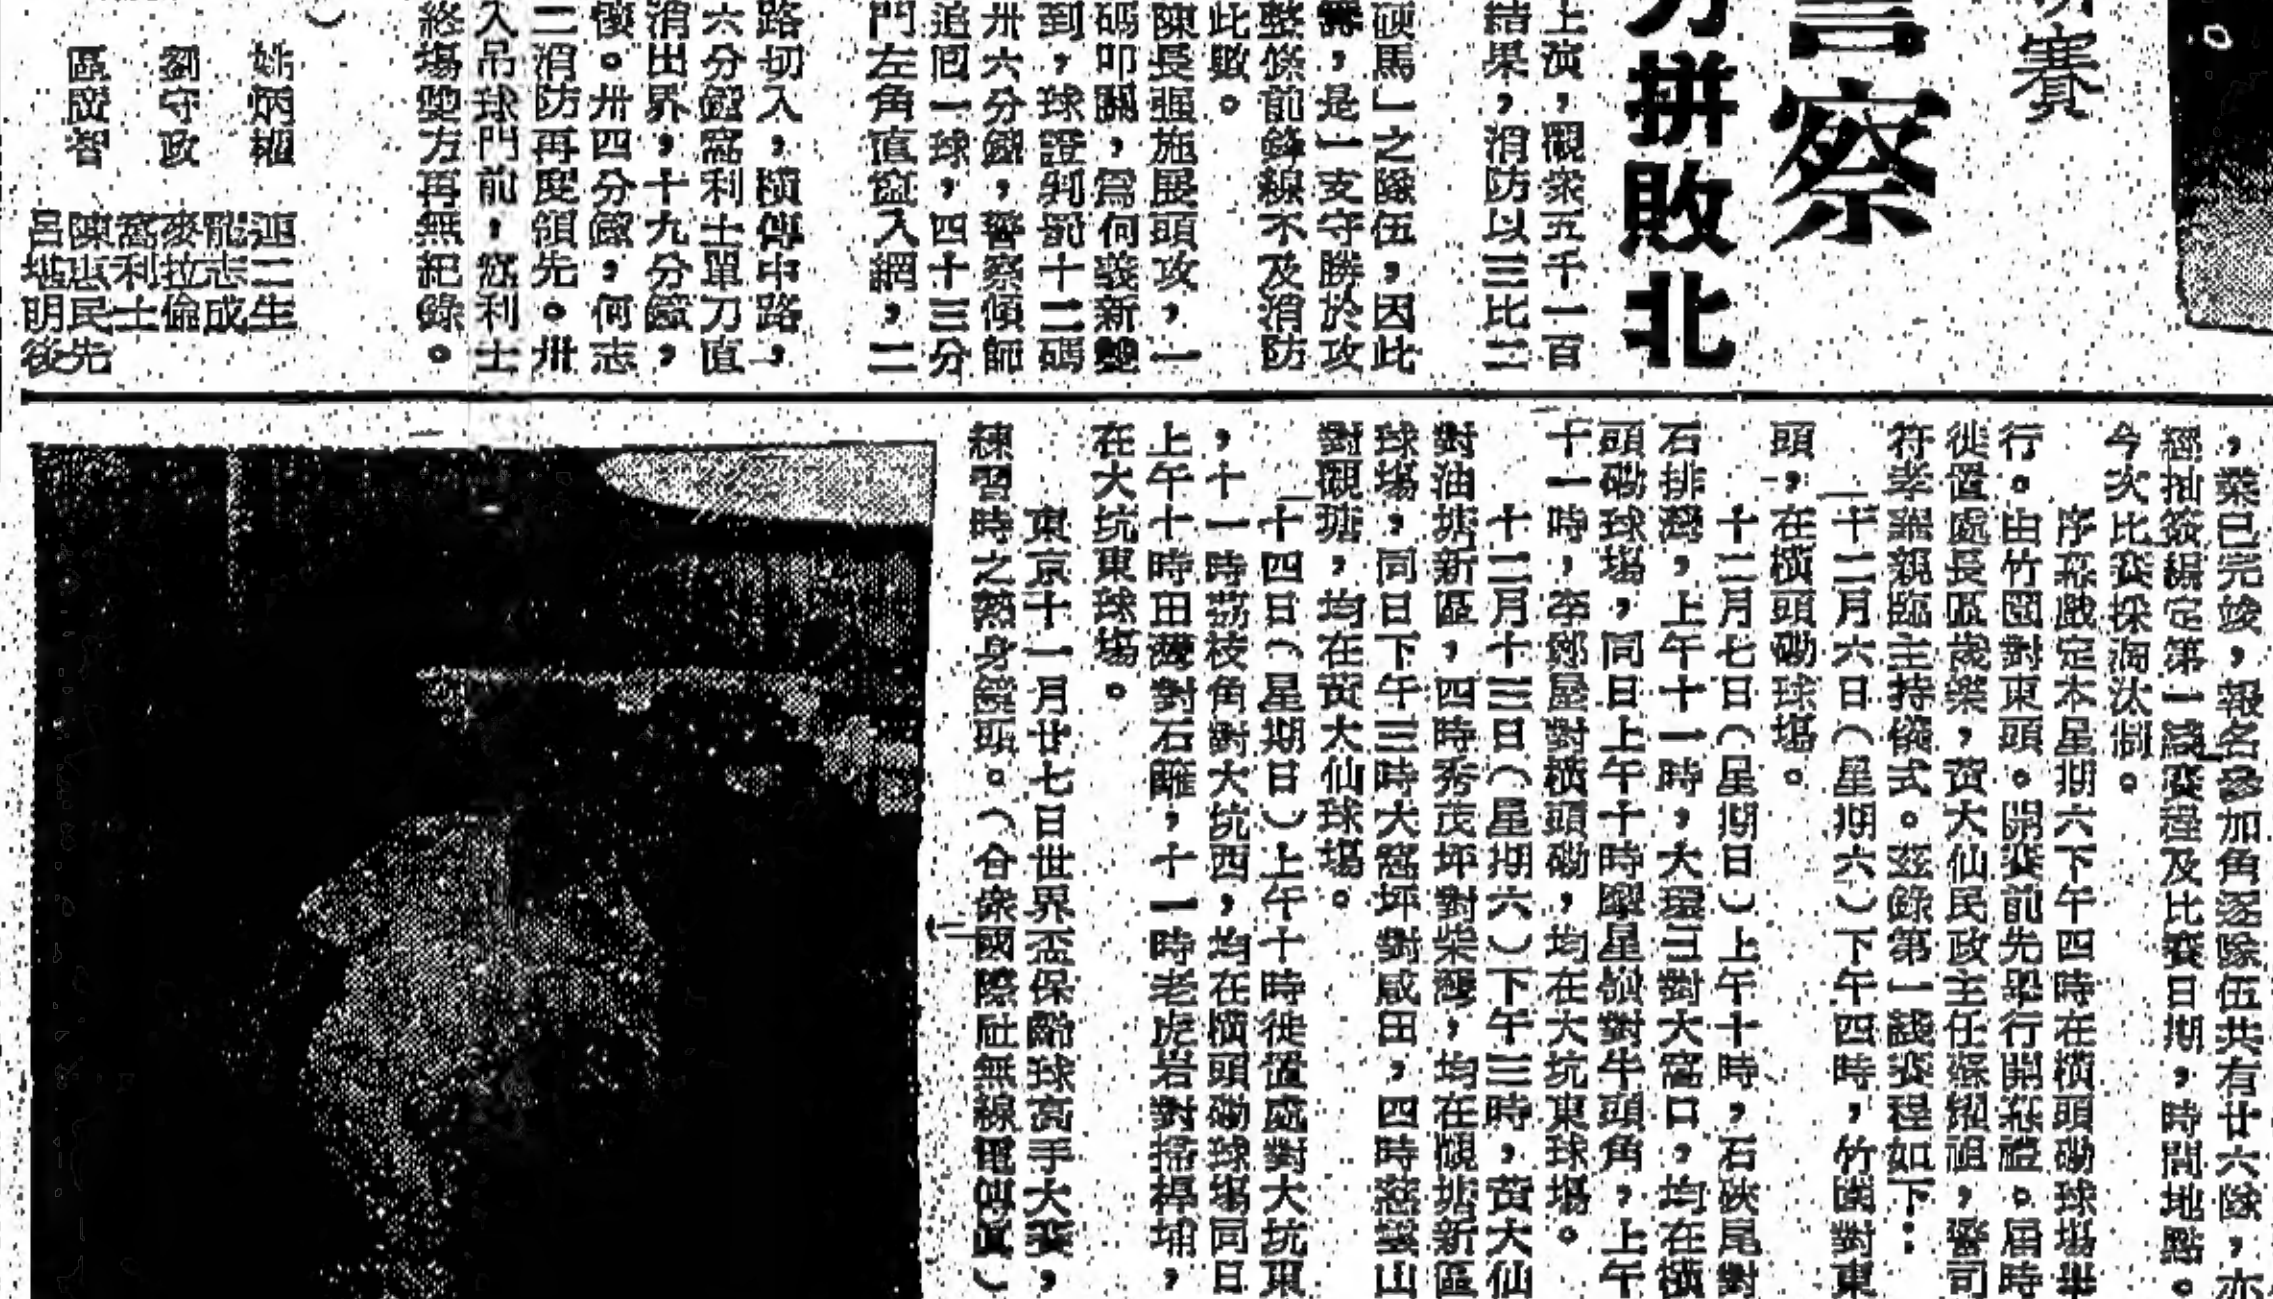 賽
警察
力拼敗北
上演，觀衆五千一百
結果，消防以三比二
硬馬」之隊伍，因此
，是一支守勝於攻
整條前鋒線不及消防
此敗。
陳長强施展頭攻，一
碼叩關，爲何義新雙
到，球證判罰十二碼
卅六分鐘，警察傾師
追囘一球，四十三分
門左角直竄入網，二
路切入，橫傳中路，
六分鐘窩利士單刀直
消出界，十九分鐘，
。卅四分鐘，何志
二消防再度領先。卅
入吊球門前，窩利士
終場雙方再無紀錄。
姚炳權　連二生
龍志成
劉守政　麥拉倫
窩利士
區廣智　陳惠民先
呂堪明後
，業已完竣，報名參加角逐隊伍共有廿六隊，亦
經抽簽編定第一圈賽程及比賽日期，時間地點。
今次比賽採淘汰制。
序幕戲定本星期六下午四時在橫頭磡球場舉
行。由竹園對東頭。開賽前先舉行開幕禮。屆時
徙置處長區歲樂，黃大仙民政主任蘇耀祖，警司
符孝端親臨主持儀式。茲錄第一圈賽程如下：
十二月六日（星期六）下午四時，竹園對東
頭，在橫頭磡球場。
十二月七日（星期日）上午十時，石硤尾對
石排灣，上午十一時，大環三對大窩口，均在橫
頭磡球場，同日上午十時摩星嶺對牛頭角，上午
十一時，李鄭屋對橫頭磡，均在大坑東球場。
十二月十三日（星期六）下午三時，黃大仙
對油塘新區，四時秀茂坪對柴灣，均在觀塘新區
球場，同日下午三時大窩坪對咸田，四時慈雲山
對觀塘，均在黃大仙球場。
十四日（星期日）上午十時徙置處對大坑東
，十一時荔枝角對大坑西，均在橫頭磡球場同日
上午十時田灣對石籬，十一時老虎岩對掃桿埔，
在大坑東球場。
東京十一月廿七日世界盃保齡球高手大賽，
練習時之熱身鏡頭。（合衆國際社無線電傳眞）